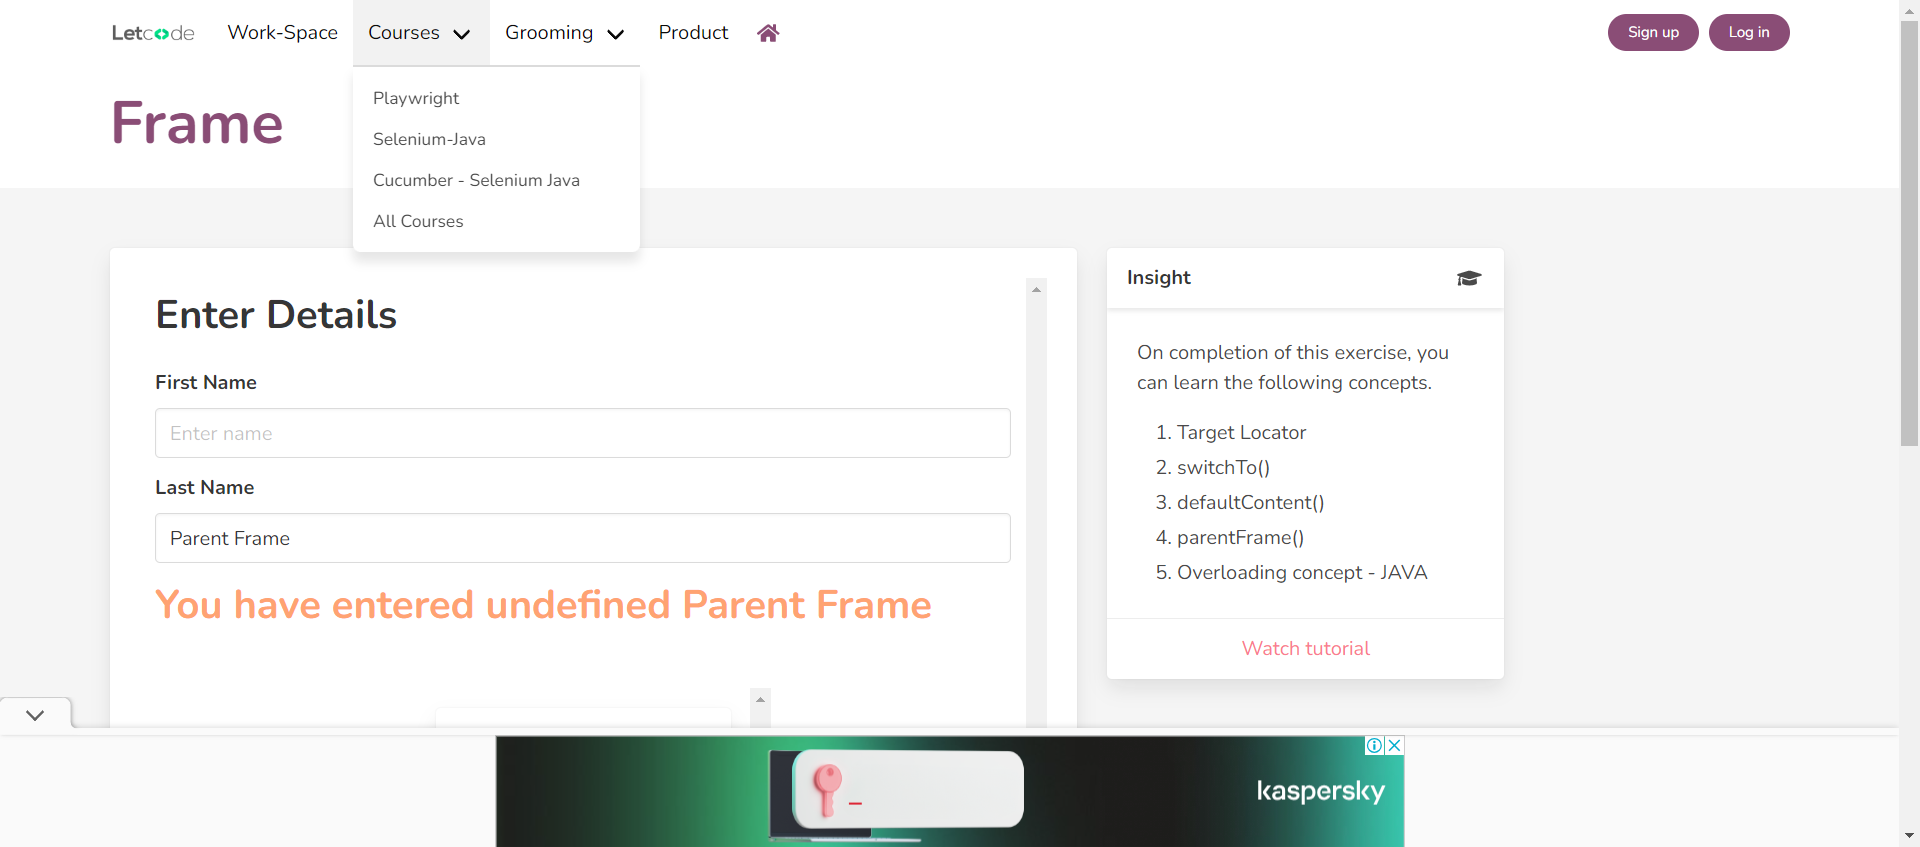 Letcode Work-Space Courses Grooming Product Sign up Log in
Frame
Playwright
Selenium-Java
Cucumber - Selenium Java
All Courses
Enter Details
First Name
Enter name
Last Name
Parent Frame
You have entered undefined Parent Frame
Insight
On completion of this exercise, you
can learn the following concepts.
1. Target Locator
2. switchTo()
3. defaultContent()
4. parentFrame()
5. Overloading concept - JAVA
Watch tutorial
kaspersky